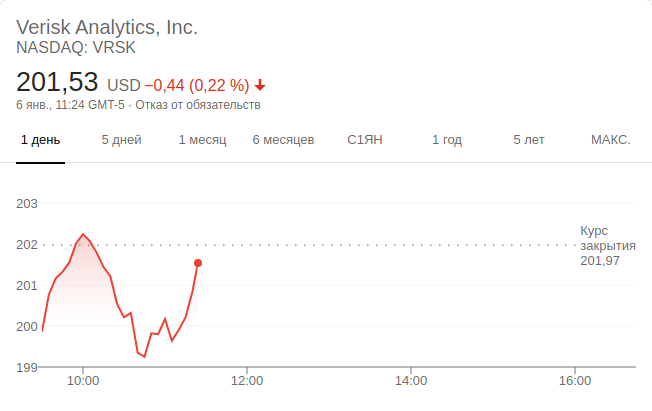 Verisk Analytics, Inc.
NASDAQ: VRSK
201,53 USD −0,44 (0,22 %)
6 янв., 11:24 GMT-5 · Отказ от обязательств
1 день 5 дней 1 месяц 6 месяцев С1ЯН 1 год 5 лет МАКС.
203
202
201
200
199
Курс
закрытия
201,97
10:00 12:00 14:00 16:00